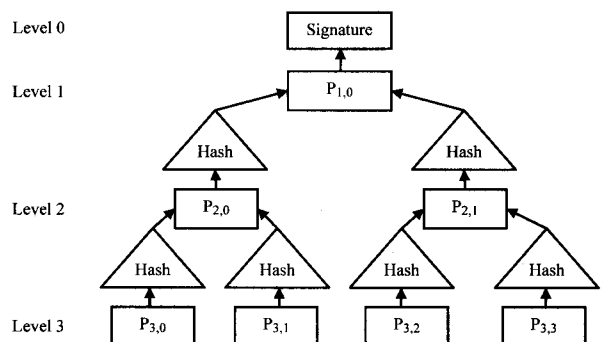 Level 0
Signature
Level 1
P1,0
Hash
Hash
Level 2
P2,0
P2,1
Hash
Hash
Hash
Hash
Level 3
P3,0
P3,1
P3,2
P3,3